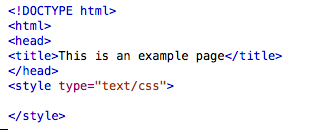 <!DOCTYPE html>
<html>
<head>
<title>This is an example page</title>
</head>
<style type="text/css">
</style>